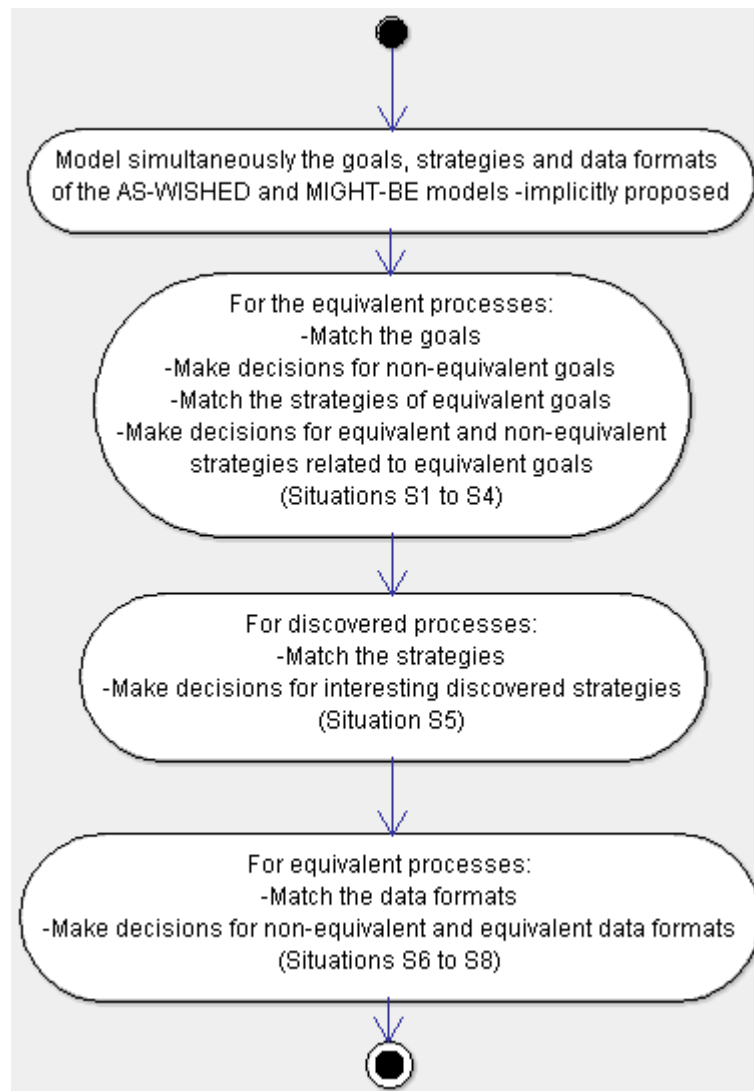 Model simultaneously the goals, strategies and data formats
of the AS-WISHED and MIGHT-BE models -implicitly proposed
For the equivalent processes:
-Match the goals
-Make decisions for non-equivalent goals
-Match the strategies of equivalent goals
-Make decisions for equivalent and non-equivalent
strategies related to equivalent goals
(Situations S1 to S4)
For discovered processes:
-Match the strategies
-Make decisions for interesting discovered strategies
(Situation S5)
For equivalent processes:
-Match the data formats
-Make decisions for non-equivalent and equivalent data formats
(Situations S6 to S8)